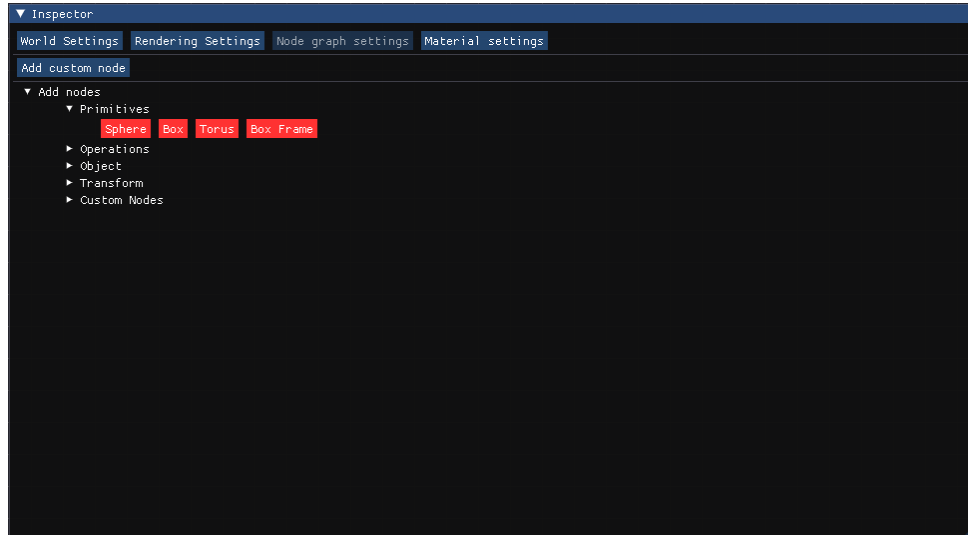 Inspector
World Settings Rendering Settings Node graph settings Material settings
Add custom node
Add nodes
Primitives
Sphere Box Torus Box Frame
Operations
Object
Transform
Custom Nodes